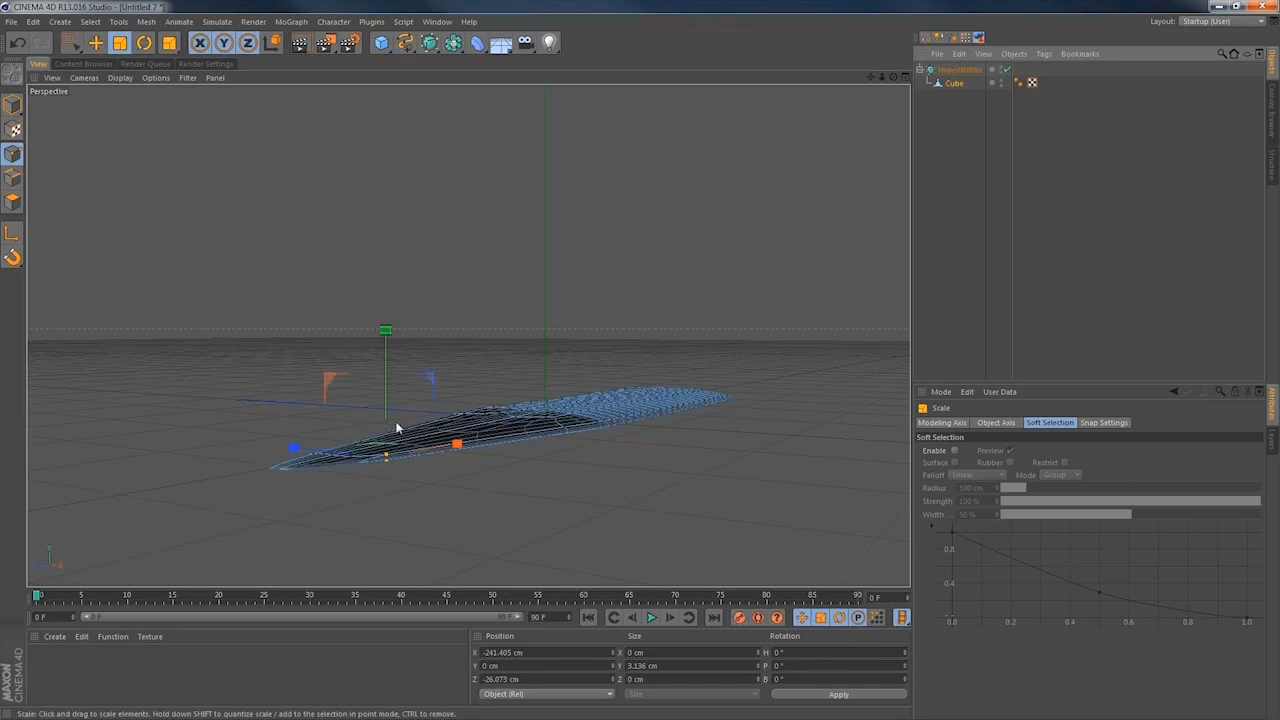 CINEMA 4D R13.016 Studio - [Untitled 7 *]
File Edit Create Select Tools Mesh Animate Simulate Render MoGraph Character Plugins Script Window Help
Layout: Startup (User)
View Content Browser Render Queue Render Settings
View Cameras Display Options Filter Panel
Perspective
File Edit View Objects Tags Bookmarks
HyperNURBS
Cube
Objects
Content Browser
Structure
Mode Edit User Data
Scale
Modeling Axis Object Axis Soft Selection Snap Settings
Soft Selection
Enable Preview
Surface Rubber Restrict
Falloff Linear Mode Group
Radius 100 cm
Strength 100 %
Width . . 50 %
0.8
0.4
0.0 0.2 0.4 0.6 0.8 1.0
Attributes
Layers
0 5 10 15 20 25 30 35 40 45 50 55 60 65 70 75 80 85 90 0 F
0 F 0 F 90 F 90 F
Create Edit Function Texture
Position Size Rotation
X -241.405 cm X 0 cm H 0 °
Y 0 cm Y 3.136 cm P 0 °
Z -26.073 cm Z 0 cm B 0 °
Object (Rel) Size Apply
MAXON CINEMA 4D
Scale: Click and drag to scale elements. Hold down SHIFT to quantize scale / add to the selection in point mode, CTRL to remove.